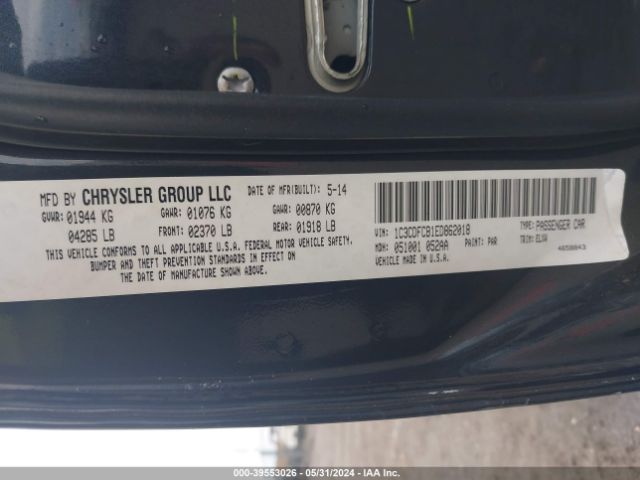 MFD BY CHRYSLER GROUP LLC DATE OF MFR(BUILT): 5-14
GVWR: 01944 KG GAWR: 01076 KG GAWR: 00870 KG
04285 LB FRONT: 02370 LB REAR: 01918 LB
THIS VEHICLE CONFORMS TO ALL APPLICABLE U.S.A. FEDERAL MOTOR VEHICLE SAFETY,
BUMPER AND THEFT PREVENTION STANDARDS IN EFFECT ON
THE DATE OF MANUFACTURE SHOWN ABOVE.
VIN: 1C3CDFCB1ED862018 TYPE: PASSENGER CAR
MDH: 051001 052AA PAINT: PAR TRIM: ELVA
VEHICLE MADE IN U.S.A. 4658843
000-39553026 - 05/31/2024 - IAA Inc.